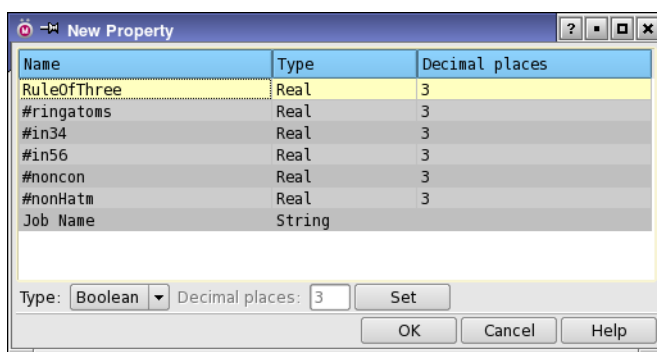 New Property
Name Type Decimal places
RuleOfThree Real 3
#ringatoms Real 3
#in34 Real 3
#in56 Real 3
#noncon Real 3
#nonHatm Real 3
Job Name String
Type: Boolean Decimal places: 3 Set
OK Cancel Help